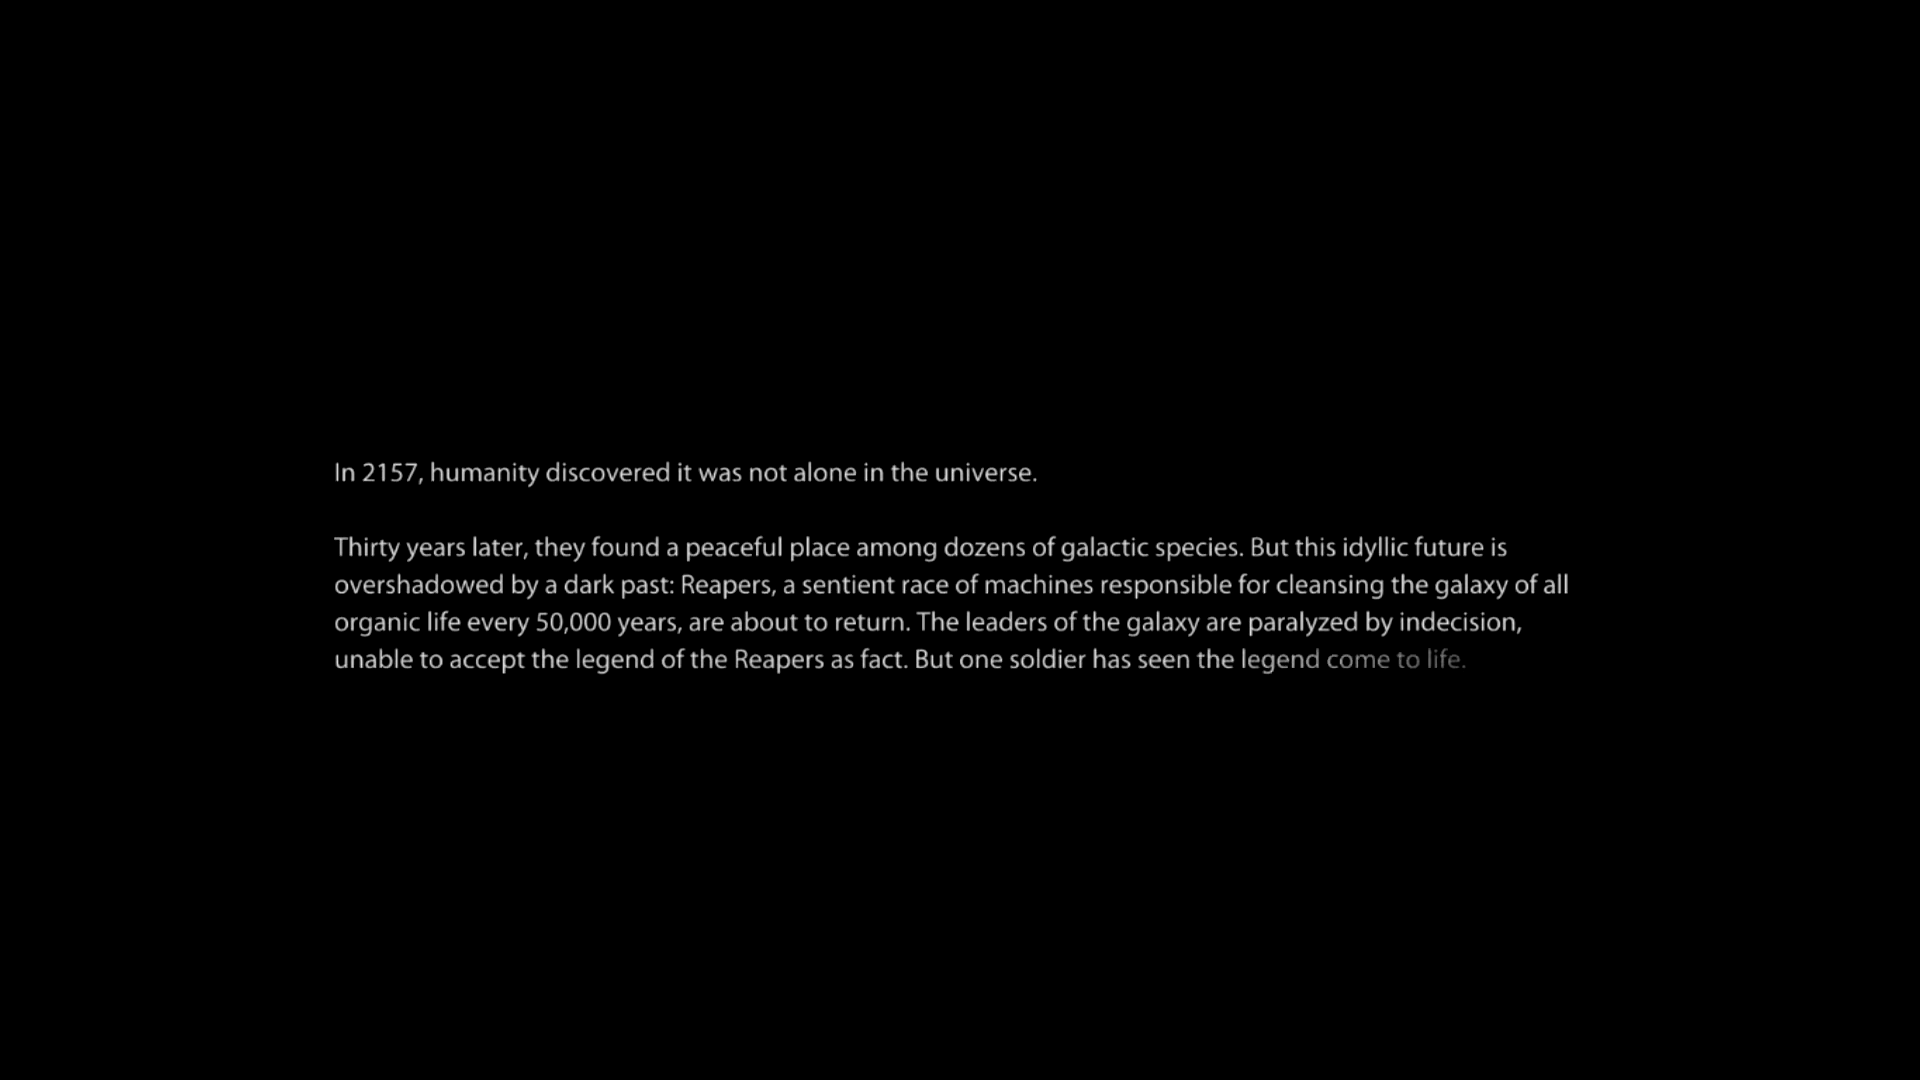 In 2157, humanity discovered it was not alone in the universe.
Thirty years later, they found a peaceful place among dozens of galactic species. But this idyllic future is
overshadowed by a dark past: Reapers, a sentient race of machines responsible for cleansing the galaxy of all
organic life every 50,000 years, are about to return. The leaders of the galaxy are paralyzed by indecision,
unable to accept the legend of the Reapers as fact. But one soldier has seen the legend come to life.